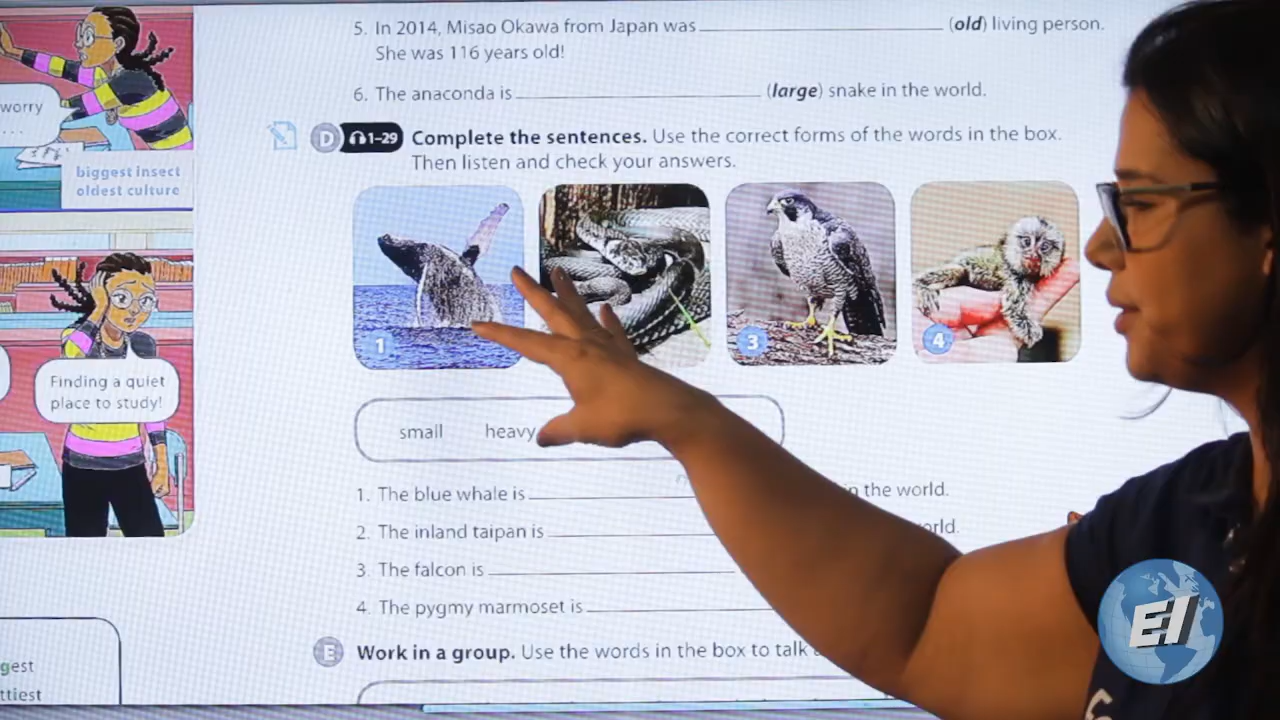 5. In 2014, Misao Okawa from Japan was (old) living person.
She was 116 years old!
6. The anaconda is (large) snake in the world.
worry
....
biggest insect
oldest culture
D 1-29 Complete the sentences. Use the correct forms of the words in the box.
Then listen and check your answers.
1
3
4
Finding a quiet
place to study!
small heavy
1. The blue whale is in the world.
2. The inland taipan is
3. The falcon is
4. The pygmy marmoset is
E Work in a group. Use the words in the box to talk
gest
ttiest
EI